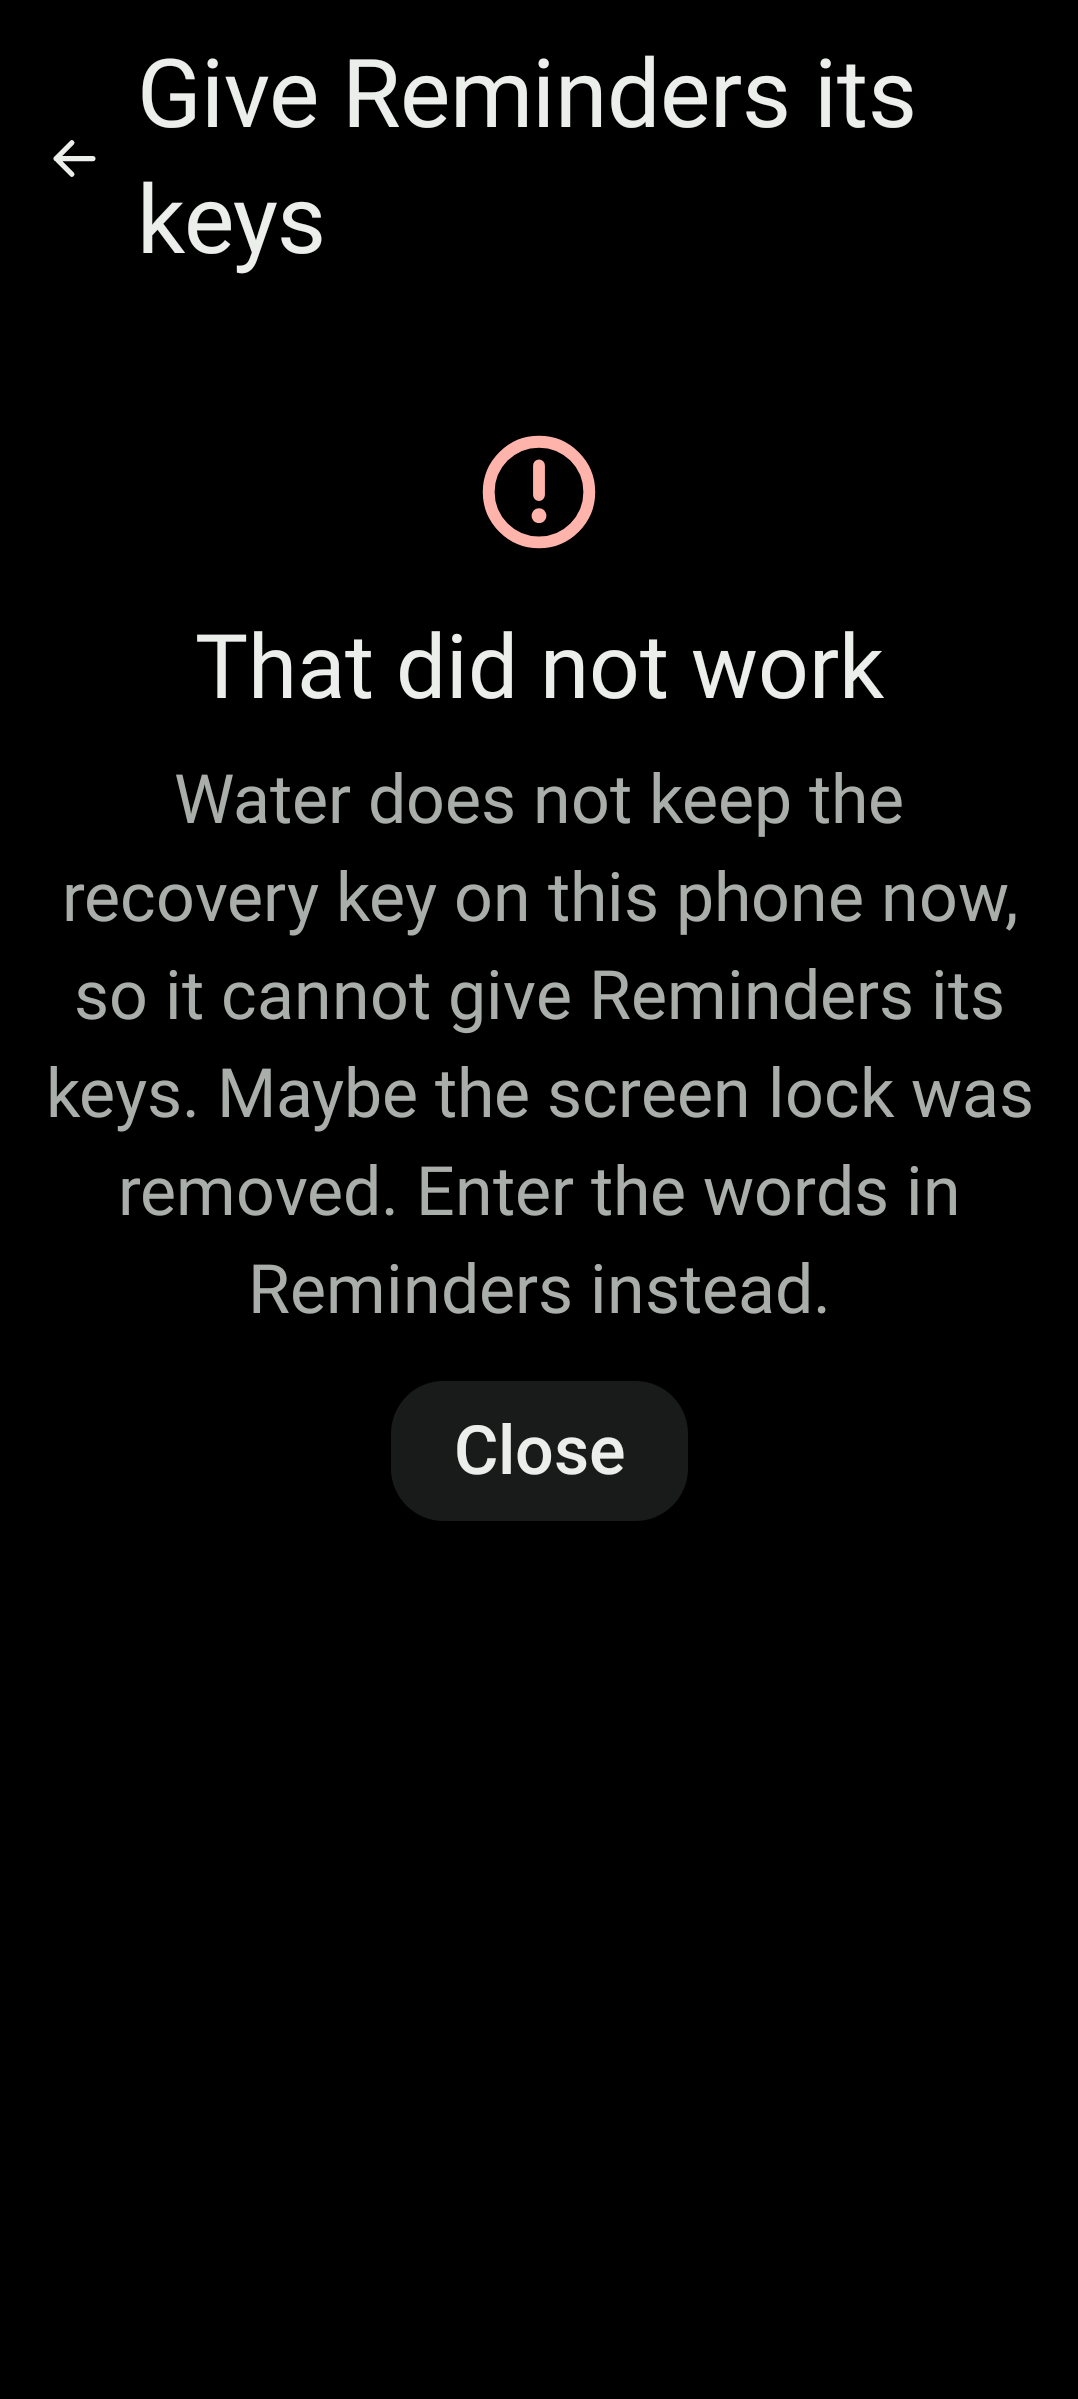 Give Reminders its
keys
That did not work
Water does not keep the
recovery key on this phone now,
so it cannot give Reminders its
keys. Maybe the screen lock was
removed. Enter the words in
Reminders instead.
Close